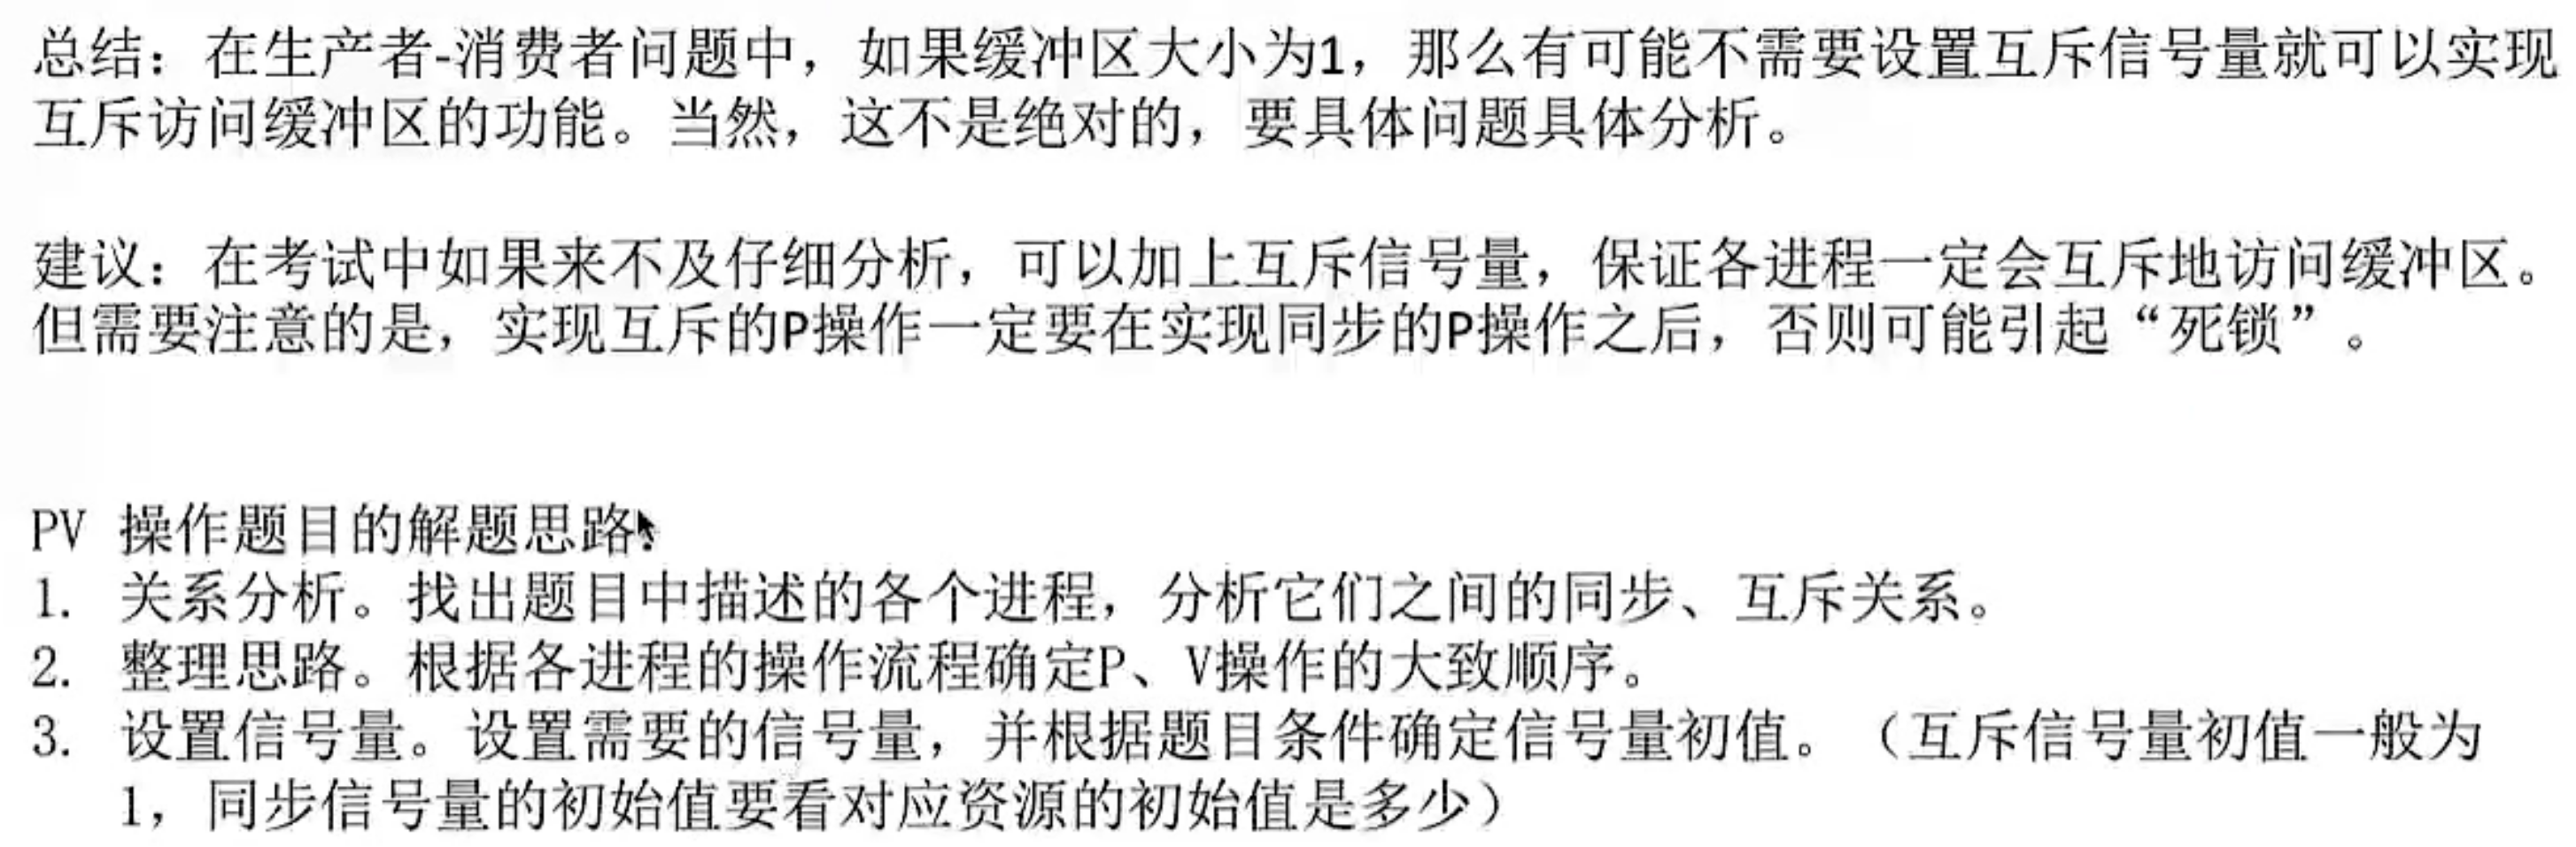 总结：在生产者-消费者问题中，如果缓冲区大小为1，那么有可能不需要设置互斥信号量就可以实现
互斥访问缓冲区的功能。当然，这不是绝对的，要具体问题具体分析。
建议：在考试中如果来不及仔细分析，可以加上互斥信号量，保证各进程一定会互斥地访问缓冲区。
但需要注意的是，实现互斥的P操作一定要在实现同步的P操作之后，否则可能引起“死锁”。
PV 操作题目的解题思路：
1. 关系分析。找出题目中描述的各个进程，分析它们之间的同步、互斥关系。
2. 整理思路。根据各进程的操作流程确定P、V操作的大致顺序。
3. 设置信号量。设置需要的信号量，并根据题目条件确定信号量初值。（互斥信号量初值一般为
1，同步信号量的初始值要看对应资源的初始值是多少）